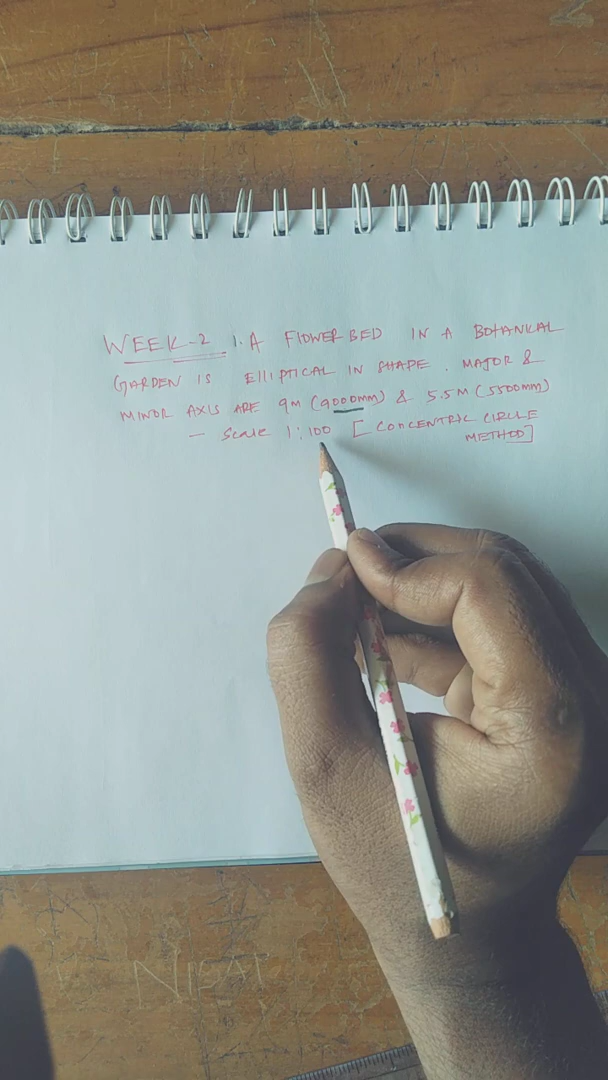 WEEK-2 1. A FLOWER BED IN A BOTANICAL
GARDEN IS ELLIPTICAL IN SHAPE. MAJOR &
MINOR AXIS ARE 9M (9000MM) & 5.5M (5500MM)
- Scale 1:100 [CONCENTRIC CIRCLE
METHOD]